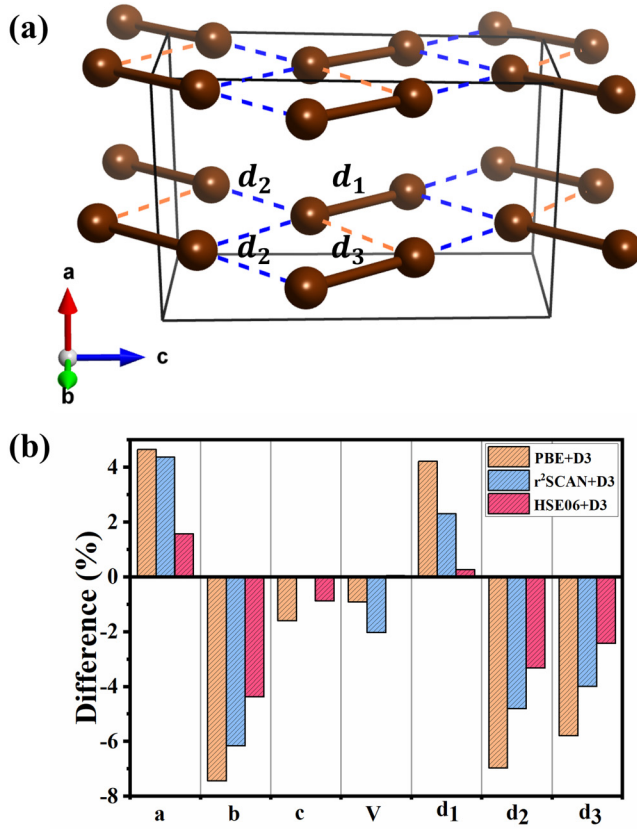 (a)
d₂
d₁
d₂
d₃
a
c
b
(b)
Difference (%)
4
2
0
-2
-4
-6
-8
PBE+D3
r²SCAN+D3
HSE06+D3
a b c V d₁ d₂ d₃